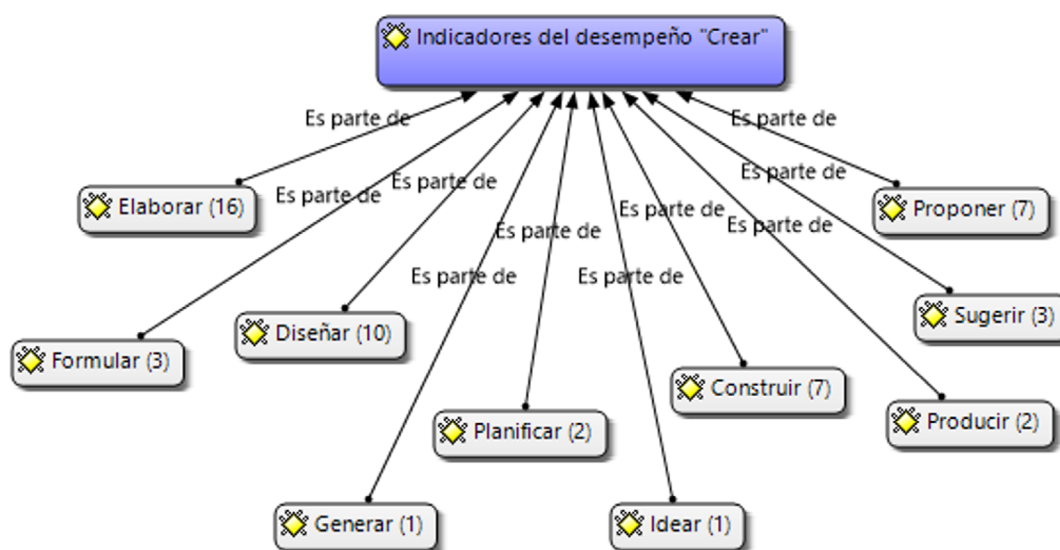 Indicadores del desempeño "Crear"
Es parte de
Es parte de
Es parte de
Es parte de
Es parte de
Es parte de
Es parte de
Es parte de
Es parte de
Es parte de
Elaborar (16)
Proponer (7)
Sugerir (3)
Diseñar (10)
Formular (3)
Construir (7)
Producir (2)
Planificar (2)
Generar (1)
Idear (1)